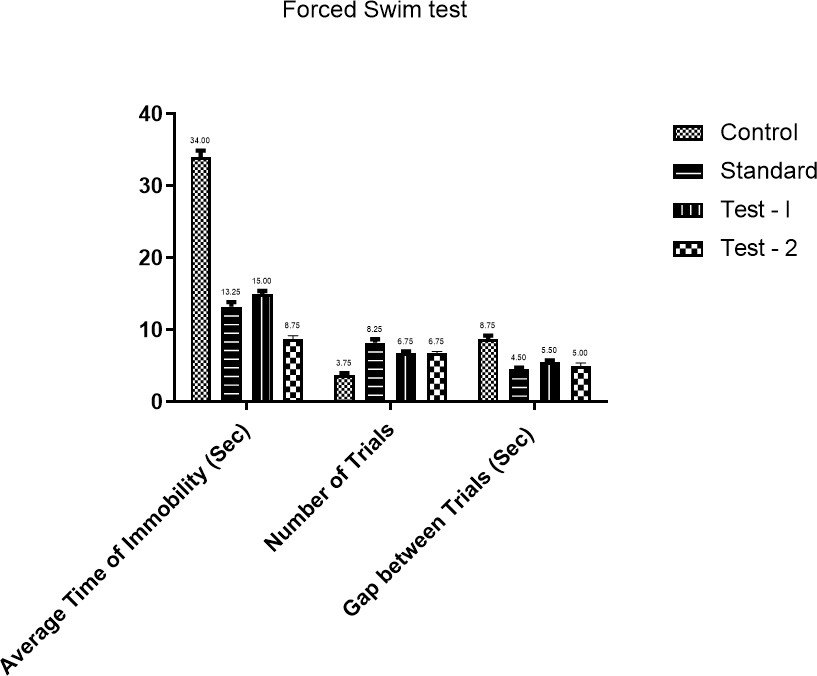 Forced Swim test
40
30
20
10
0
34.00
13.25
15.00
8.75
3.75
8.25
6.75
6.75
8.75
4.50
5.50
5.00
Average Time of Immobility (Sec)
Number of Trials
Gap between Trials (Sec)
Control
Standard
Test - I
Test - 2